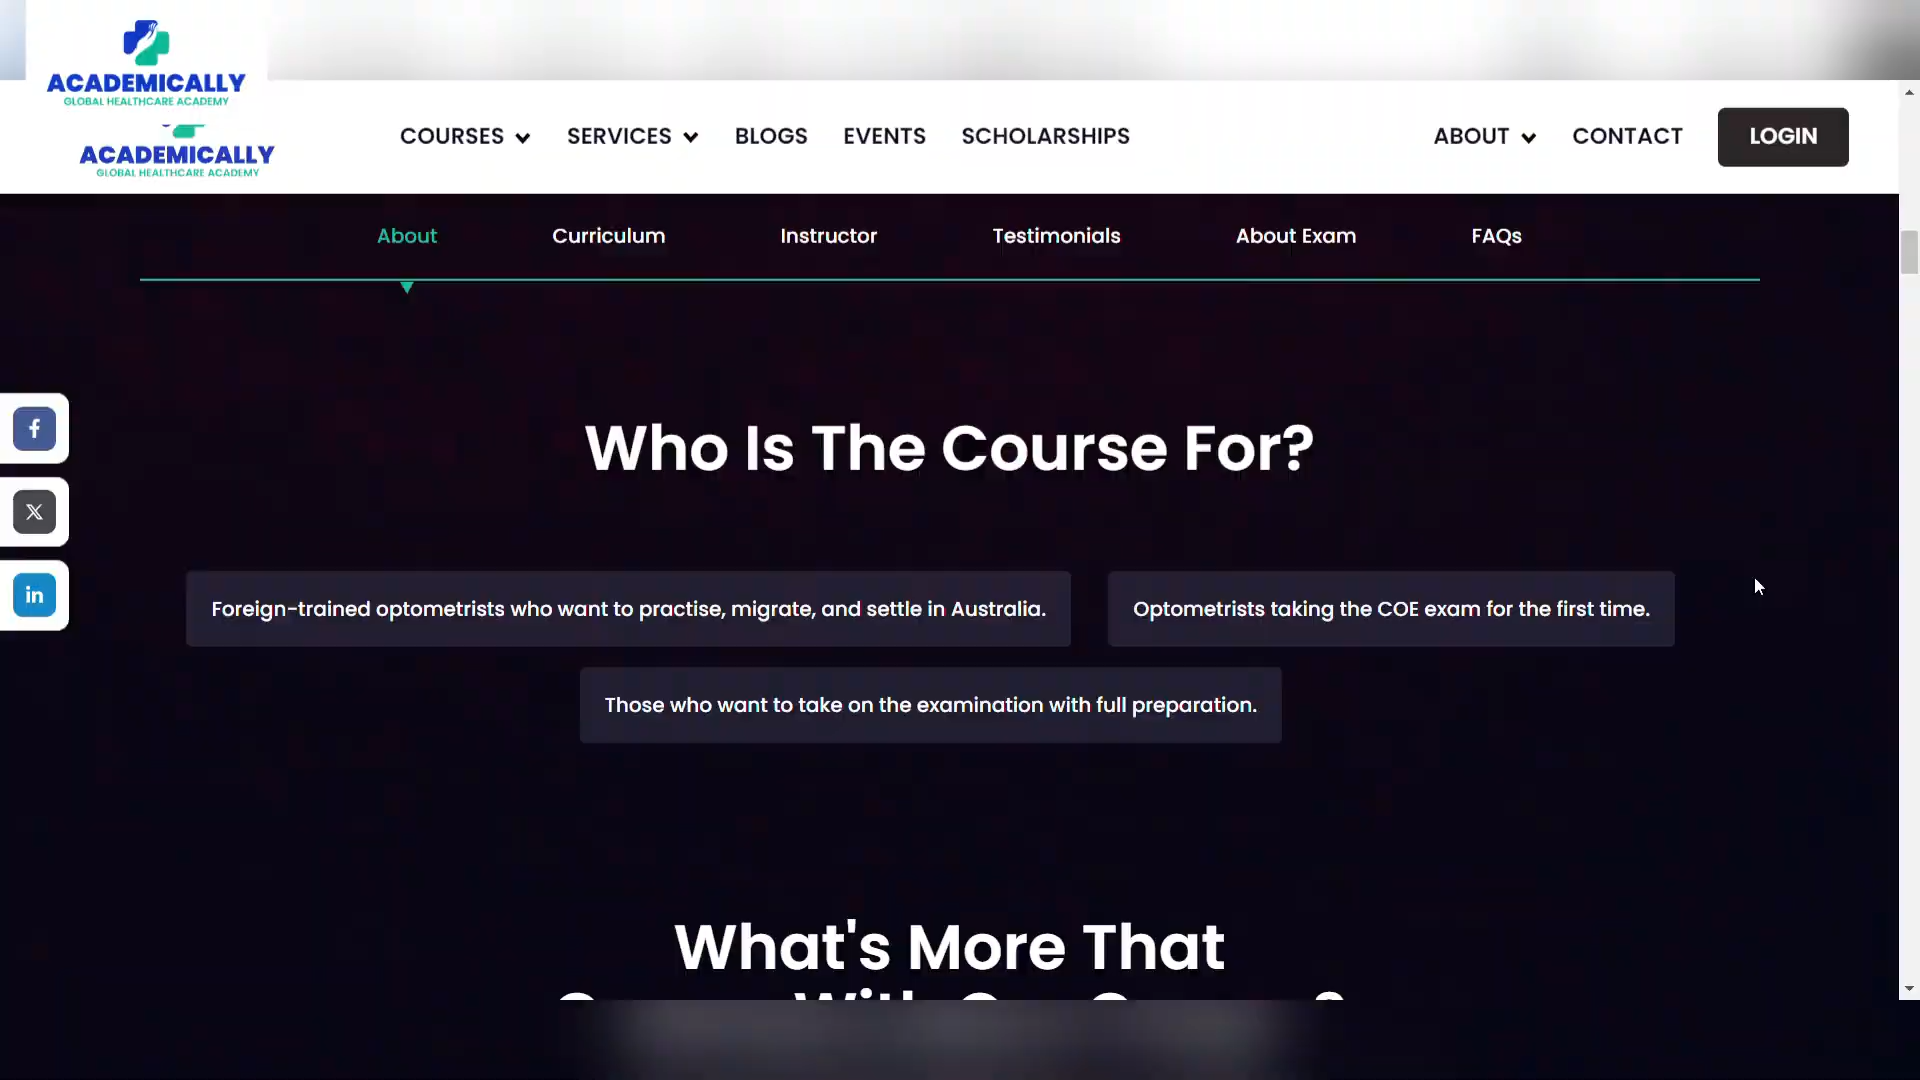 ACADEMICALLY
GLOBAL HEALTHCARE ACADEMY
ACADEMICALLY
GLOBAL HEALTHCARE ACADEMY
COURSES SERVICES BLOGS EVENTS SCHOLARSHIPS ABOUT CONTACT LOGIN
About Curriculum Instructor Testimonials About Exam FAQs
Who Is The Course For?
Foreign-trained optometrists who want to practise, migrate, and settle in Australia. Optometrists taking the COE exam for the first time.
Those who want to take on the examination with full preparation.
What's More That